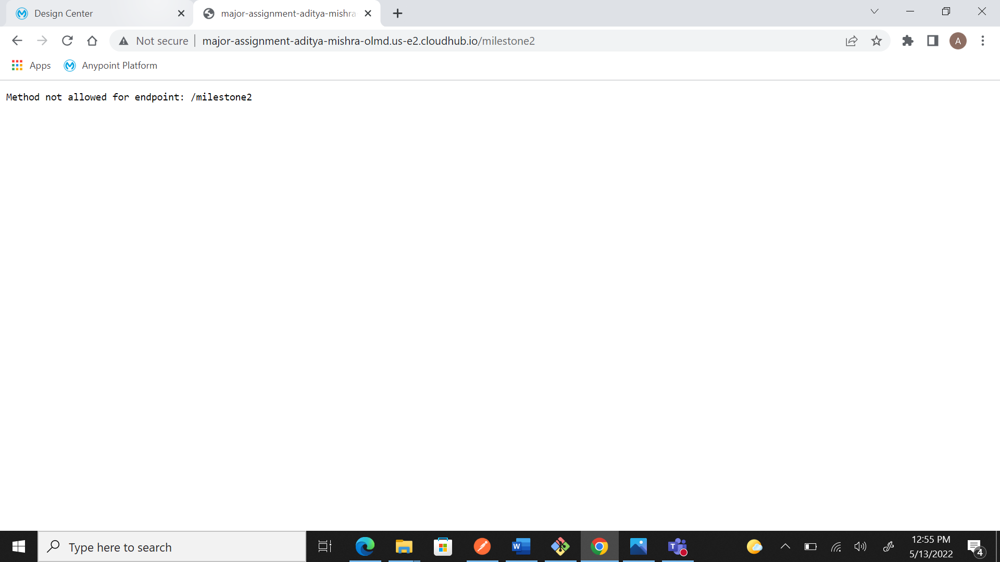 Design Center
major-assignment-aditya-mishra-
Not secure
major-assignment-aditya-mishra-olmd.us-e2.cloudhub.io/milestone2
A
Apps
Anypoint Platform
Method not allowed for endpoint: /milestone2
Type here to search
W
T
12:55 PM
5/13/2022
4